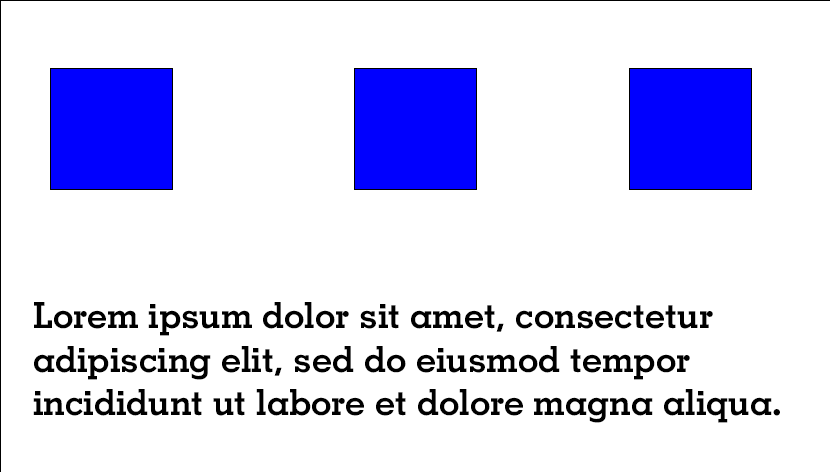 Lorem ipsum dolor sit amet, consectetur
adipiscing elit, sed do eiusmod tempor
incididunt ut labore et dolore magna aliqua.